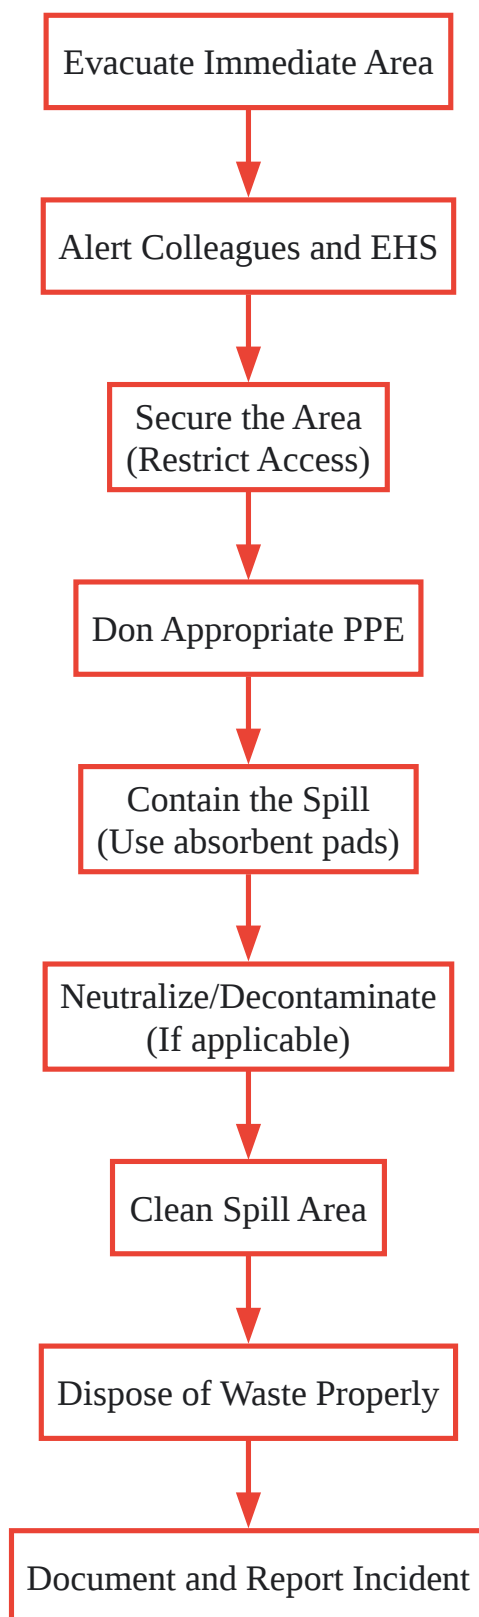 Evacuate Immediate Area
Alert Colleagues and EHS
Secure the Area
(Restrict Access)
Don Appropriate PPE
Contain the Spill
(Use absorbent pads)
Neutralize/Decontaminate
(If applicable)
Clean Spill Area
Dispose of Waste Properly
Document and Report Incident